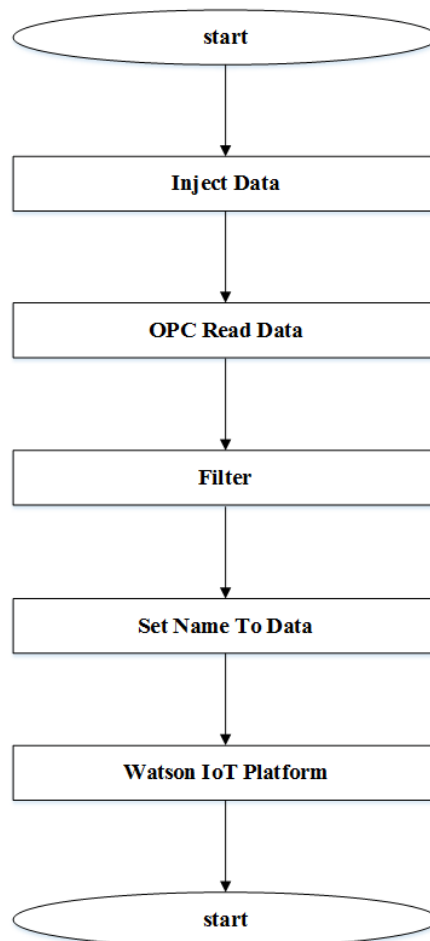 start
Inject Data
OPC Read Data
Filter
Set Name To Data
Watson IoT Platform
start